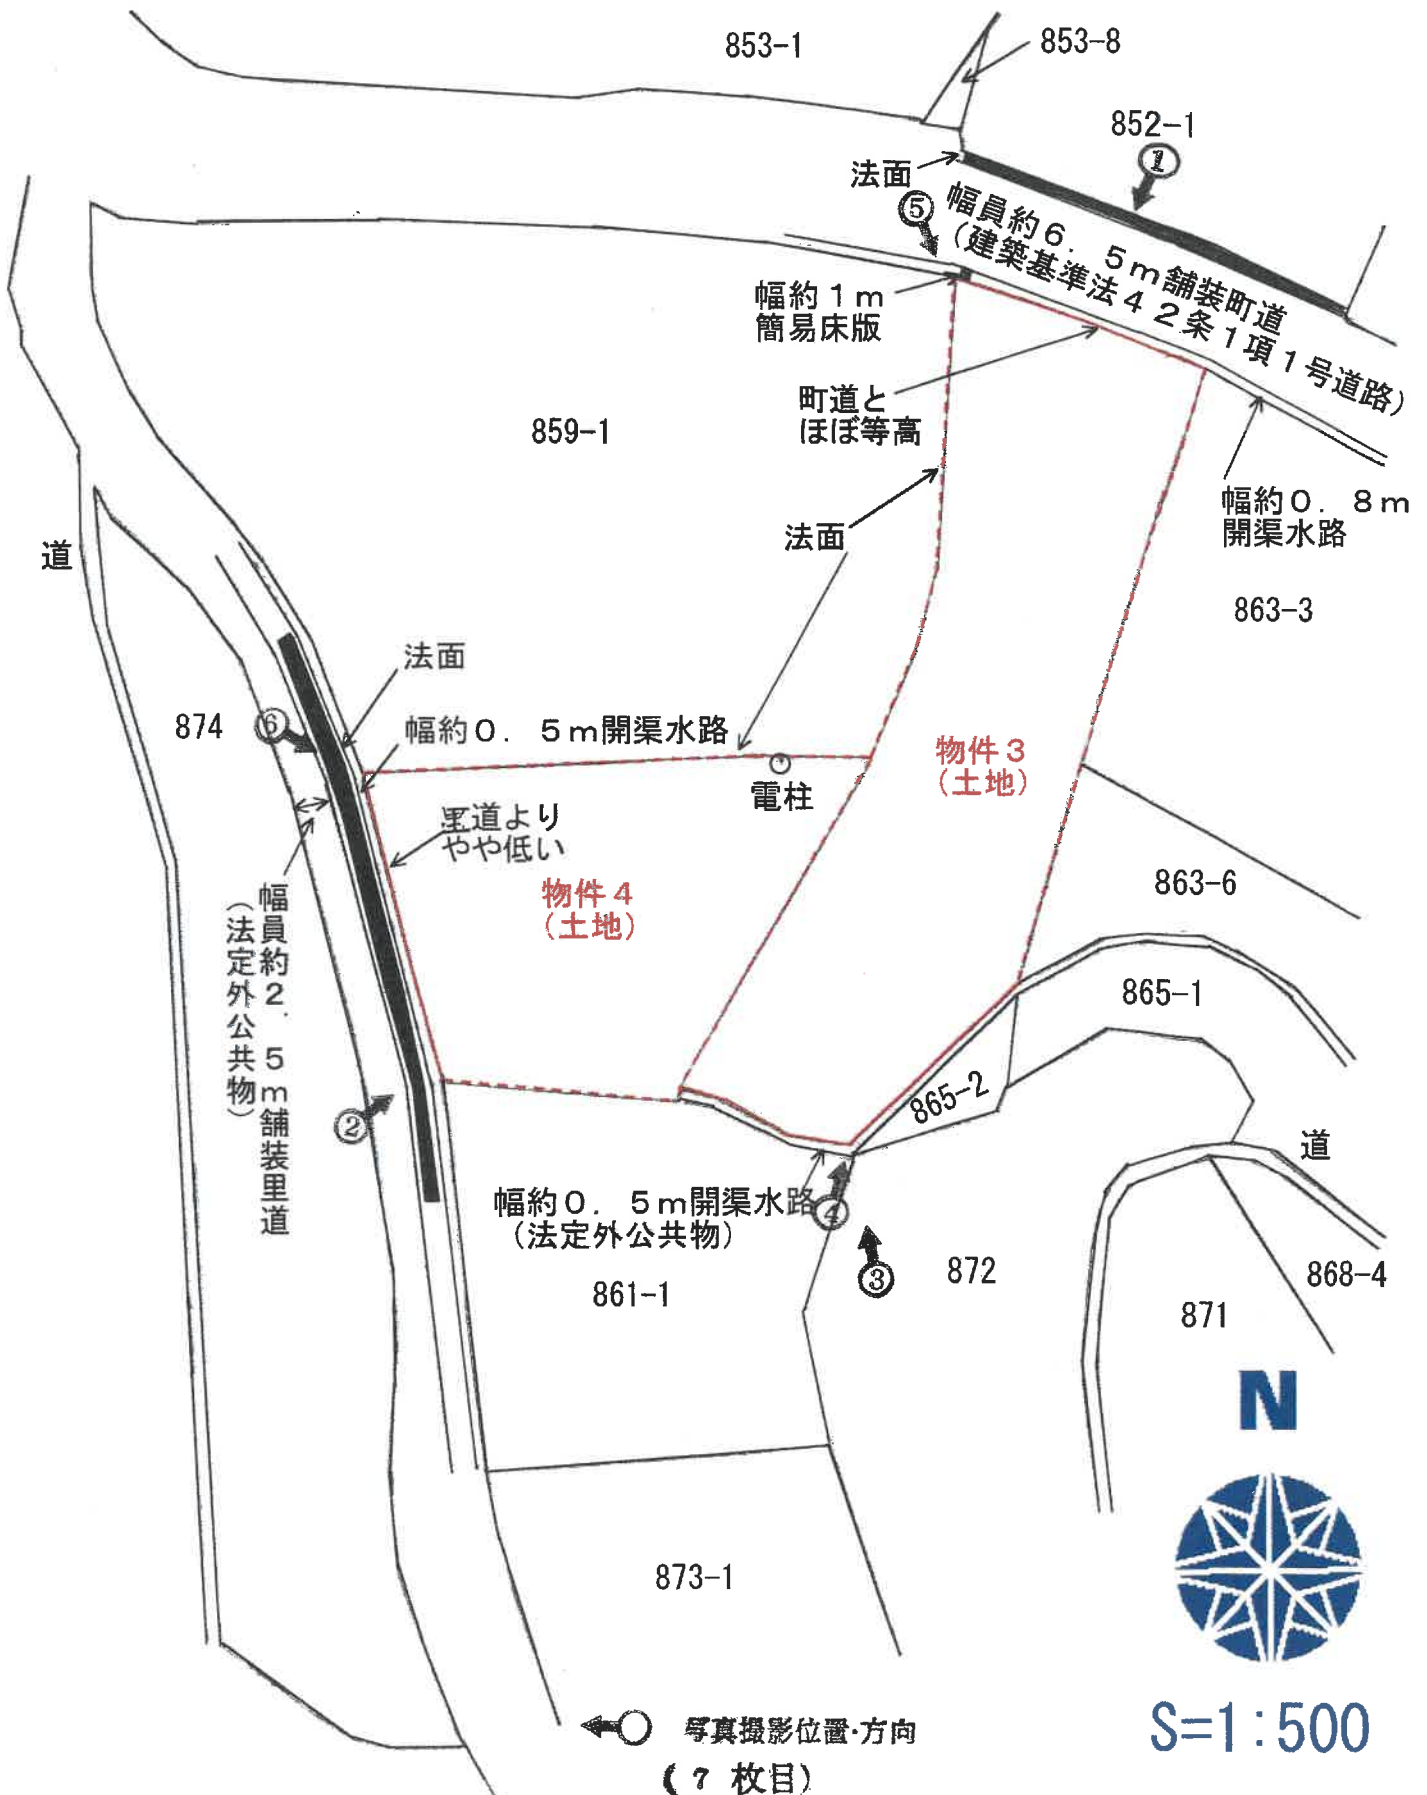 853-1
853-8
852-1
①
法面
⑤
幅員約６．５ｍ舗装町道
（建築基準法４２条１項１号道路）
幅約１ｍ
簡易床版
町道と
ほぼ等高
859-1
幅約０．８ｍ
開渠水路
法面
道
863-3
法面
874
⑥
幅約０．５ｍ開渠水路
物件３
（土地）
電柱
里道より
やや低い
物件４
（土地）
863-6
幅員約２．５ｍ舗装里道
（法定外公共物）
865-1
865-2
②
道
幅約０．５ｍ開渠水路
（法定外公共物）
④
③
872
861-1
868-4
871
N
873-1
S=1:500
写真撮影位置・方向
(７枚目)